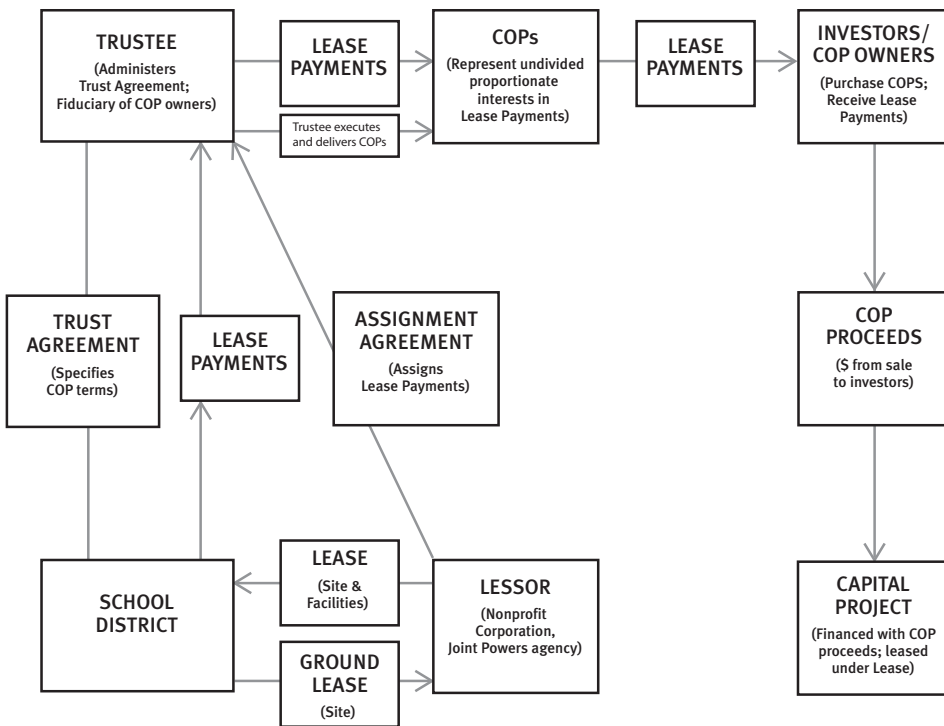 TRUSTEE
(Administers
Trust Agreement;
Fiduciary of COP owners)
LEASE
PAYMENTS
Trustee executes
and delivers COPs
COPs
(Represent undivided
proportionate
interests in
Lease Payments)
LEASE
PAYMENTS
INVESTORS/
COP OWNERS
(Purchase COPS;
Receive Lease
Payments)
TRUST
AGREEMENT
(Specifies
COP terms)
LEASE
PAYMENTS
ASSIGNMENT
AGREEMENT
(Assigns
Lease Payments)
COP
PROCEEDS
($ from sale
to investors)
SCHOOL
DISTRICT
LEASE
(Site &
Facilities)
GROUND
LEASE
(Site)
LESSOR
(Nonprofit
Corporation,
Joint Powers agency)
CAPITAL
PROJECT
(Financed with COP
proceeds; leased
under Lease)